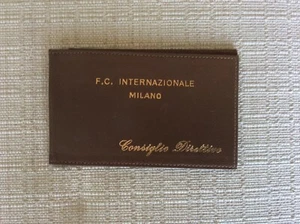 F.C. INTERNAZIONALE
MILANO
Consiglio Direttivo